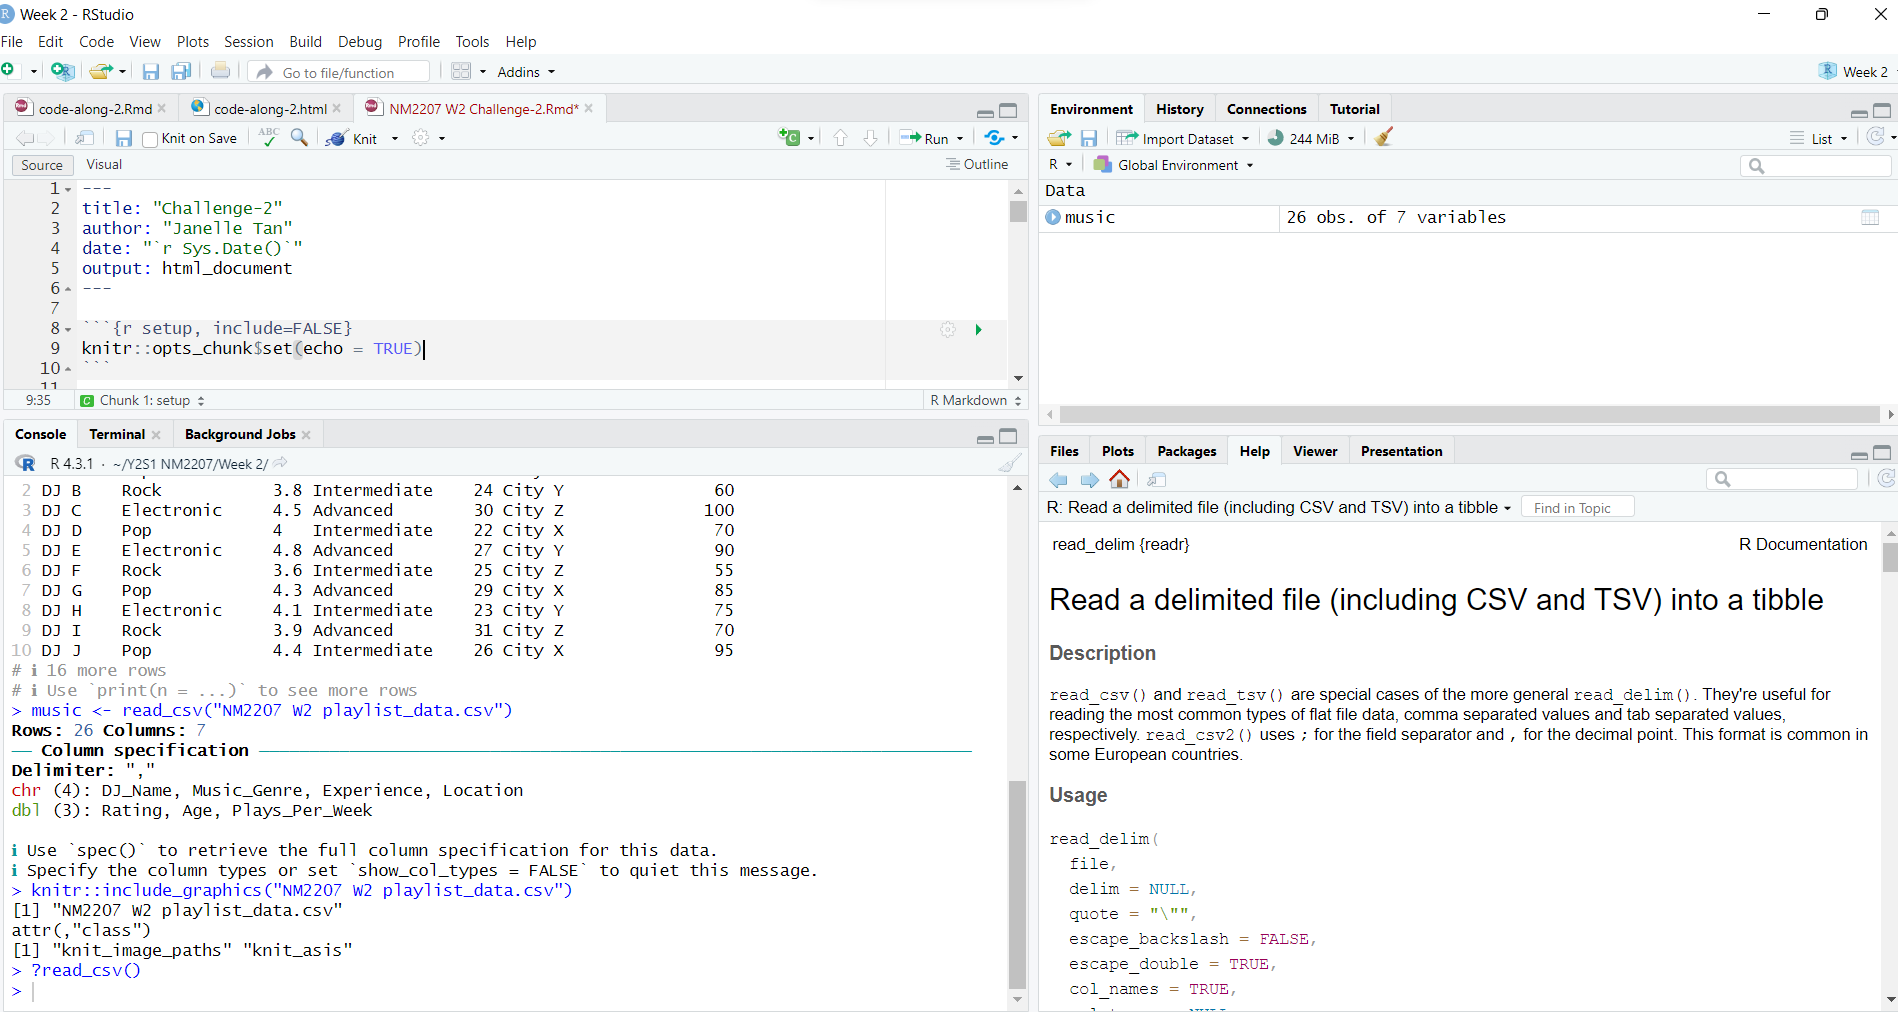 Week 2 - RStudio
File Edit Code View Plots Session Build Debug Profile Tools Help
Go to file/function Addins Week 2
code-along-2.Rmd code-along-2.html NM2207 W2 Challenge-2.Rmd*
Knit on Save ABC Knit Run
Source Visual Outline
1 ---
2 title: "Challenge-2"
3 author: "Janelle Tan"
4 date: "`r Sys.Date()`"
5 output: html_document
6 ---
7
8 ```{r setup, include=FALSE}
9 knitr::opts_chunk$set(echo = TRUE)
10 ```
11
9:35 Chunk 1: setup R Markdown
Console Terminal Background Jobs
R 4.3.1 · ~/Y2S1 NM2207/Week 2/
2 DJ B Rock 3.8 Intermediate 24 City Y 60
3 DJ C Electronic 4.5 Advanced 30 City Z 100
4 DJ D Pop 4 Intermediate 22 City X 70
5 DJ E Electronic 4.8 Advanced 27 City Y 90
6 DJ F Rock 3.6 Intermediate 25 City Z 55
7 DJ G Pop 4.3 Advanced 29 City X 85
8 DJ H Electronic 4.1 Intermediate 23 City Y 75
9 DJ I Rock 3.9 Advanced 31 City Z 70
10 DJ J Pop 4.4 Intermediate 26 City X 95
# ℹ 16 more rows
# ℹ Use `print(n = ...)` to see more rows
> music <- read_csv("NM2207 W2 playlist_data.csv")
Rows: 26 Columns: 7
── Column specification ──────────
Delimiter: ","
chr (4): DJ_Name, Music_Genre, Experience, Location
dbl (3): Rating, Age, Plays_Per_Week
ℹ Use `spec()` to retrieve the full column specification for this data.
ℹ Specify the column types or set `show_col_types = FALSE` to quiet this message.
> knitr::include_graphics("NM2207 W2 playlist_data.csv")
[1] "NM2207 W2 playlist_data.csv"
attr(,"class")
[1] "knit_image_paths" "knit_asis"
> ?read_csv()
>
Environment History Connections Tutorial
Import Dataset 244 MiB List
R Global Environment
Data
music 26 obs. of 7 variables
Files Plots Packages Help Viewer Presentation
R: Read a delimited file (including CSV and TSV) into a tibble Find in Topic
read_delim {readr} R Documentation
Read a delimited file (including CSV and TSV) into a tibble
Description
read_csv() and read_tsv() are special cases of the more general read_delim(). They're useful for
reading the most common types of flat file data, comma separated values and tab separated values,
respectively. read_csv2() uses ; for the field separator and , for the decimal point. This format is common in
some European countries.
Usage
read_delim(
file,
delim = NULL,
quote = "\"",
escape_backslash = FALSE,
escape_double = TRUE,
col_names = TRUE,